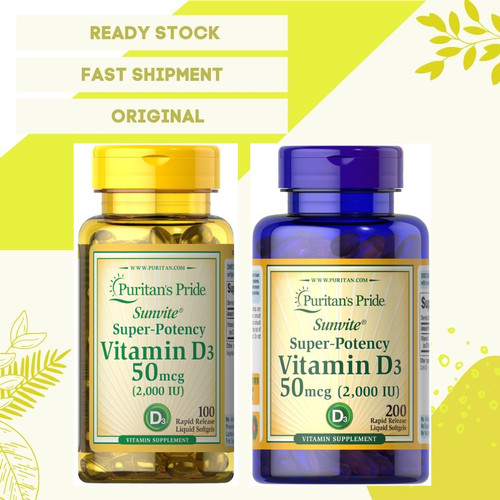 READY STOCK
FAST SHIPMENT
ORIGINAL
WWW.PURITAN.COM
Puritan's Pride
Sunvite®
Super-Potency
Vitamin D3
50mcg
(2,000 IU)
100
Rapid Release
Liquid Softgels
D3
VITAMIN SUPPLEMENT
WWW.PURITAN.COM
Puritan's Pride
Sunvite®
Super-Potency
Vitamin D3
50mcg (2,000 IU)
200
Rapid Release
Liquid Softgels
D3
VITAMIN SUPPLEMENT